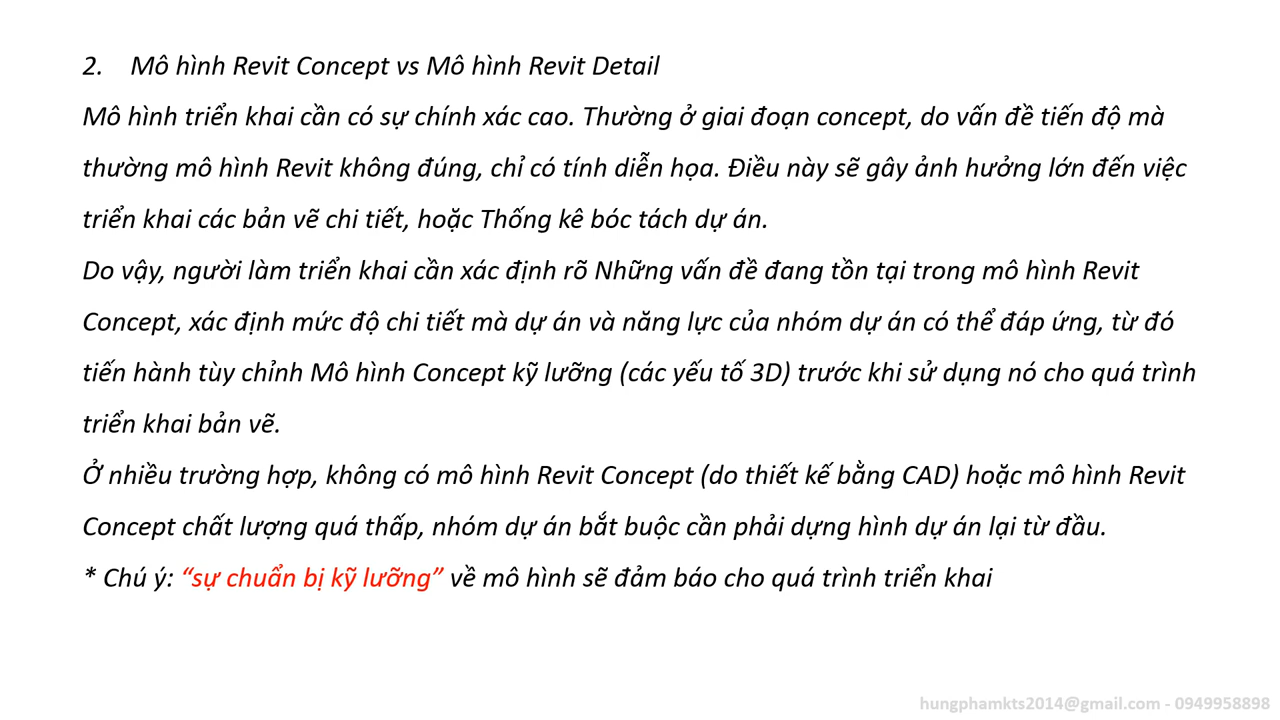 2. Mô hình Revit Concept vs Mô hình Revit Detail
Mô hình triển khai cần có sự chính xác cao. Thường ở giai đoạn concept, do vấn đề tiến độ mà
thường mô hình Revit không đúng, chỉ có tính diễn họa. Điều này sẽ gây ảnh hưởng lớn đến việc
triển khai các bản vẽ chi tiết, hoặc Thống kê bóc tách dự án.
Do vậy, người làm triển khai cần xác định rõ Những vấn đề đang tồn tại trong mô hình Revit
Concept, xác định mức độ chi tiết mà dự án và năng lực của nhóm dự án có thể đáp ứng, từ đó
tiến hành tùy chỉnh Mô hình Concept kỹ lưỡng (các yếu tố 3D) trước khi sử dụng nó cho quá trình
triển khai bản vẽ.
Ở nhiều trường hợp, không có mô hình Revit Concept (do thiết kế bằng CAD) hoặc mô hình Revit
Concept chất lượng quá thấp, nhóm dự án bắt buộc cần phải dựng hình dự án lại từ đầu.
* Chú ý: “sự chuẩn bị kỹ lưỡng” về mô hình sẽ đảm báo cho quá trình triển khai
hungphamkts2014@gmail.com - 0949958898